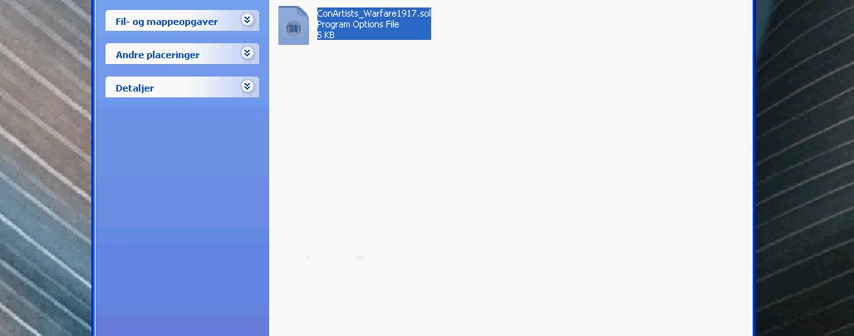 Fil- og mappeopgaver
Andre placeringer
Detaljer
ConArtists_Warfare1917.sol
Program Options File
5 KB